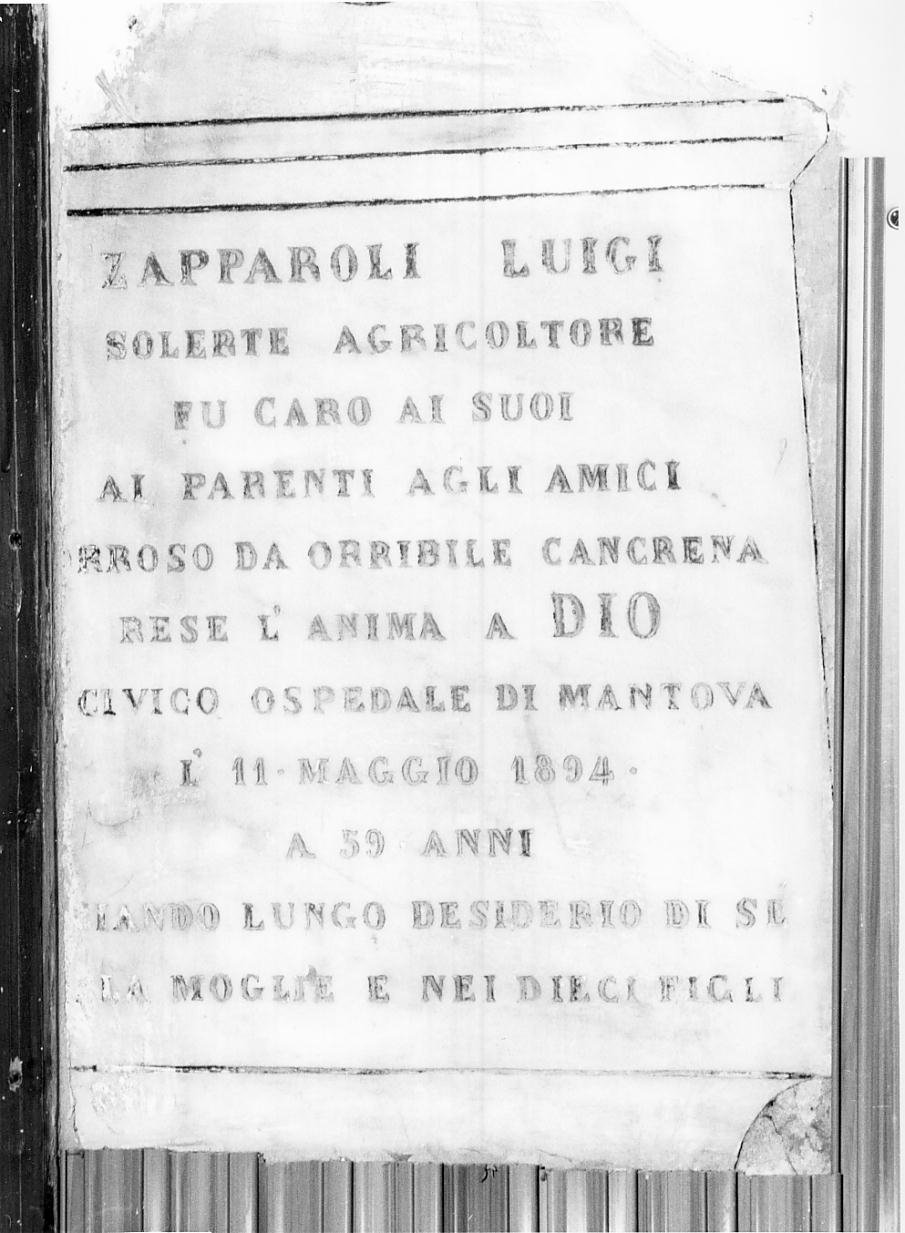 ZAPPAROLI LUIGI
SOLERTE AGRICOLTORE
FU CARO AI SUOI
AI PARENTI AGLI AMICI
RROSO DA ORRIBILE CANCRENA
RESE L' ANIMA A DIO
CIVICO OSPEDALE DI MANTOVA
L' 11 · MAGGIO 1894 ·
A 59 ANNI
IANDO LUNGO DESIDERIO DI SE
LA MOGLIE E NEI DIECI FIGLI